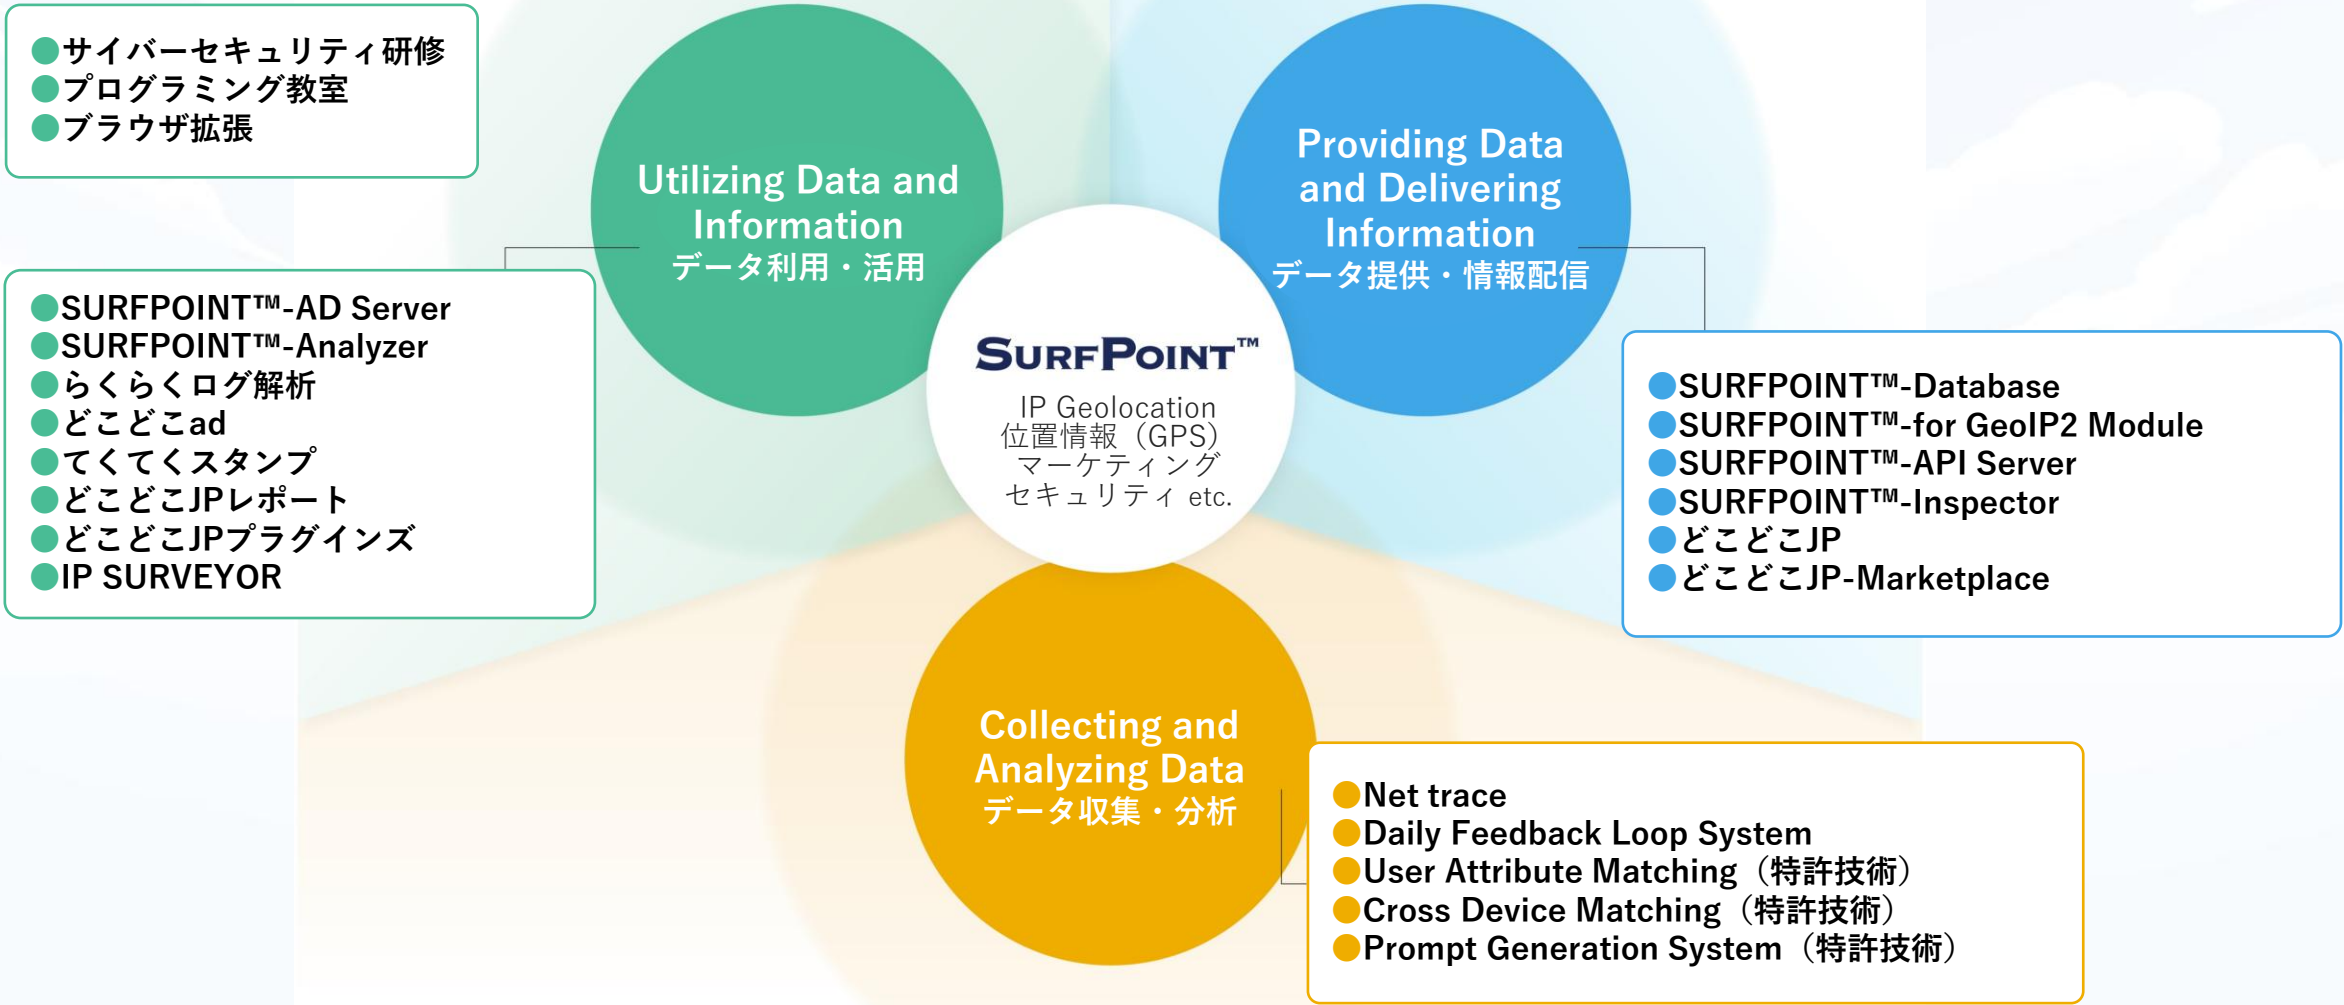 ●サイバーセキュリティ研修
●プログラミング教室
●ブラウザ拡張
Utilizing Data and
Information
データ利用・活用
●SURFPOINT™-AD Server
●SURFPOINT™-Analyzer
●らくらくログ解析
●どこどこad
●てくてくスタンプ
●どこどこJPレポート
●どこどこJPプラグインズ
●IP SURVEYOR
Providing Data
and Delivering
Information
データ提供・情報配信
SURFPOINT™
IP Geolocation
位置情報（GPS）
マーケティング
セキュリティ etc.
●SURFPOINT™-Database
●SURFPOINT™-for GeoIP2 Module
●SURFPOINT™-API Server
●SURFPOINT™-Inspector
●どこどこJP
●どこどこJP-Marketplace
Collecting and
Analyzing Data
データ収集・分析
●Net trace
●Daily Feedback Loop System
●User Attribute Matching（特許技術）
●Cross Device Matching（特許技術）
●Prompt Generation System（特許技術）